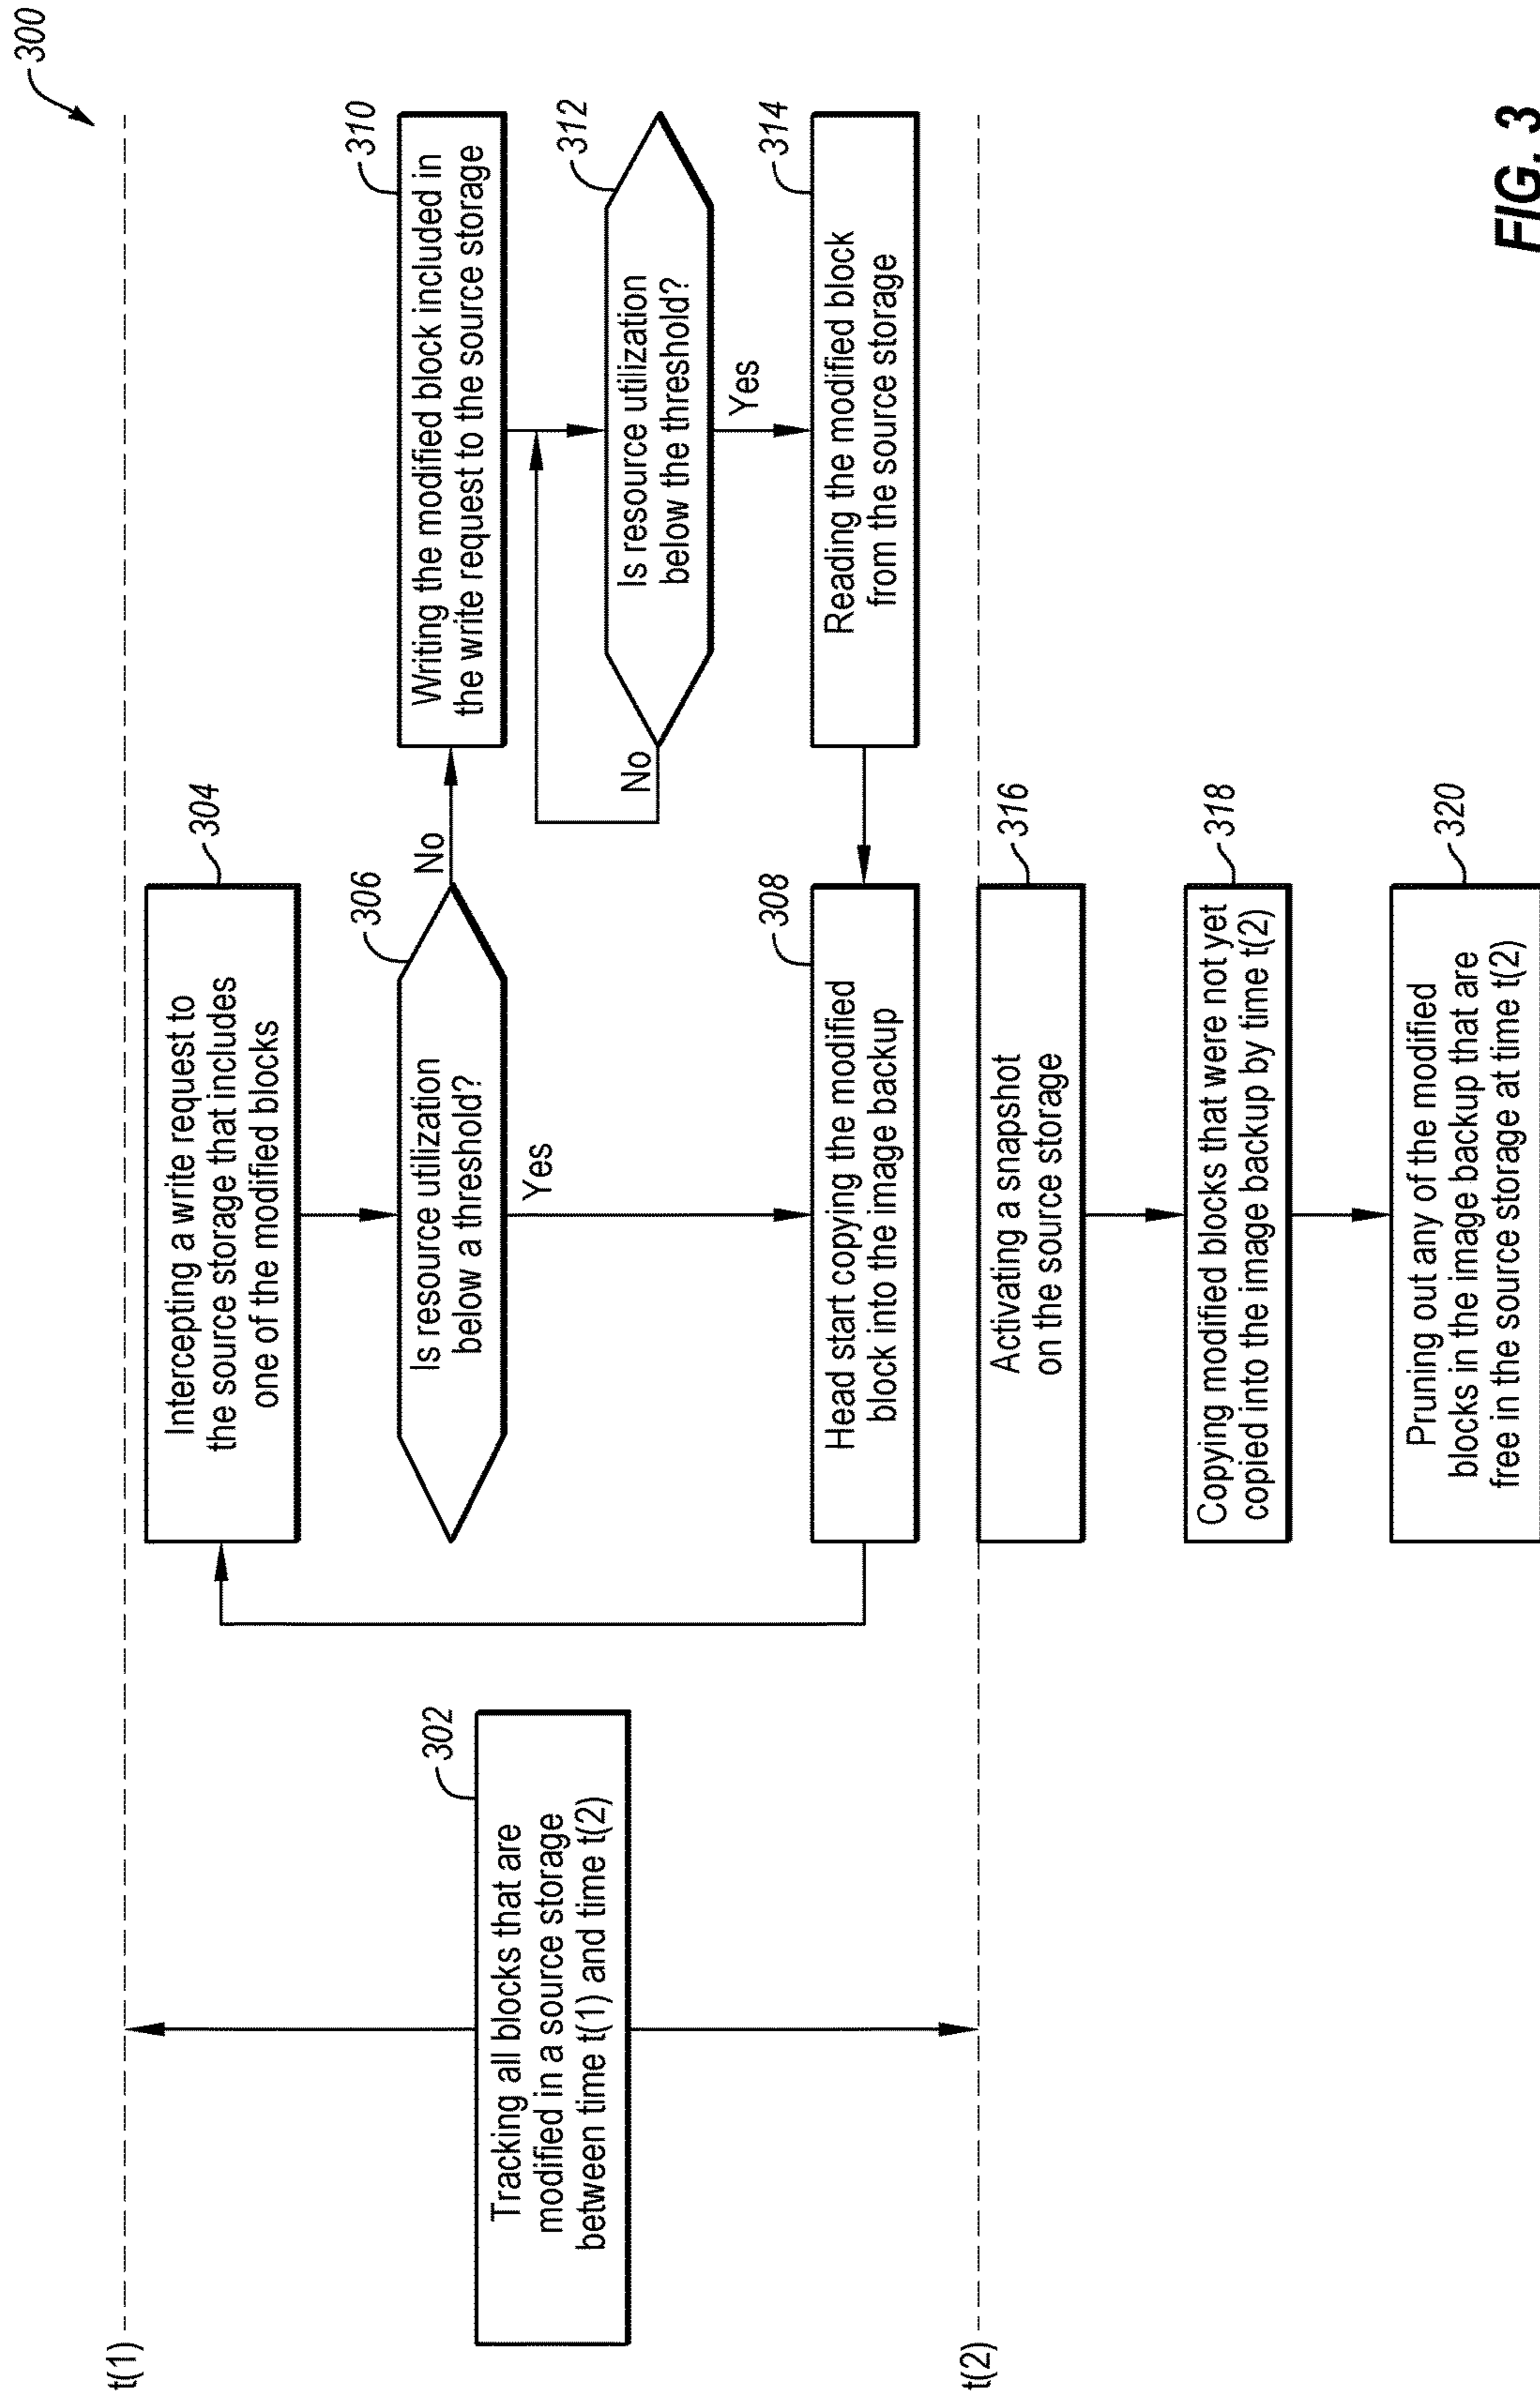 300
t(1)
302
Tracking all blocks that are
modified in a source storage
between time t(1) and time t(2)
304
Intercepting a write request to
the source storage that includes
one of the modified blocks
306
Is resource utilization
below a threshold?
No
Yes
310
Writing the modified block included in
the write request to the source storage
312
Is resource utilization
below the threshold?
No
Yes
314
Reading the modified block
from the source storage
308
Head start copying the modified
block into the image backup
t(2)
316
Activating a snapshot
on the source storage
318
Copying modified blocks that were not yet
copied into the image backup by time t(2)
320
Pruning out any of the modified
blocks in the image backup that are
free in the source storage at time t(2)
FIG. 3